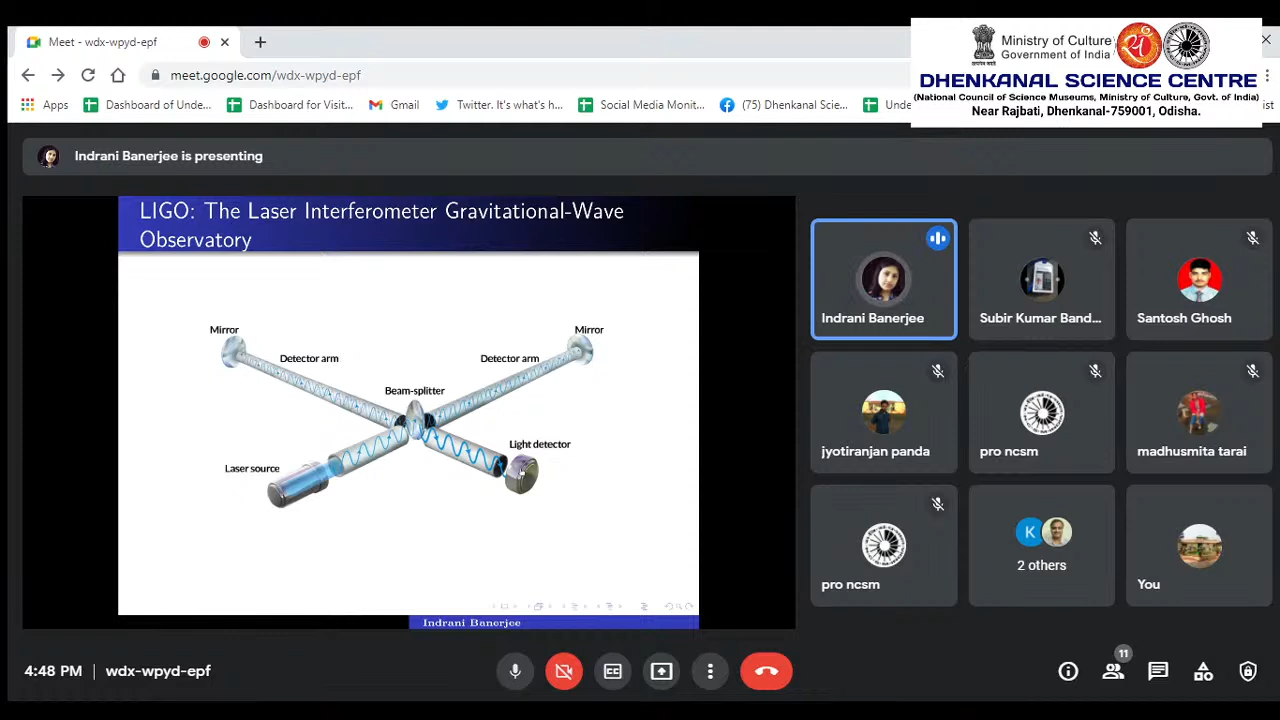 Meet - wdx-wpyd-epf
meet.google.com/wdx-wpyd-epf
Apps
Dashboard of Unde...
Dashboard for Visit...
Gmail
Twitter. It's what's h...
Social Media Monit...
(75) Dhenkanal Scie...
Unde
ist
Ministry of Culture
Government of India
DHENKANAL SCIENCE CENTRE
(National Council of Science Museums, Ministry of Culture, Govt. of India)
Near Rajbati, Dhenkanal-759001, Odisha.
Indrani Banerjee is presenting
LIGO: The Laser Interferometer Gravitational-Wave
Observatory
Mirror
Mirror
Detector arm
Detector arm
Beam-splitter
Light detector
Laser source
Indrani Banerjee
Indrani Banerjee
Subir Kumar Band...
Santosh Ghosh
jyotiranjan panda
pro ncsm
madhusmita tarai
pro ncsm
K
2 others
You
4:48 PM | wdx-wpyd-epf
CC
11